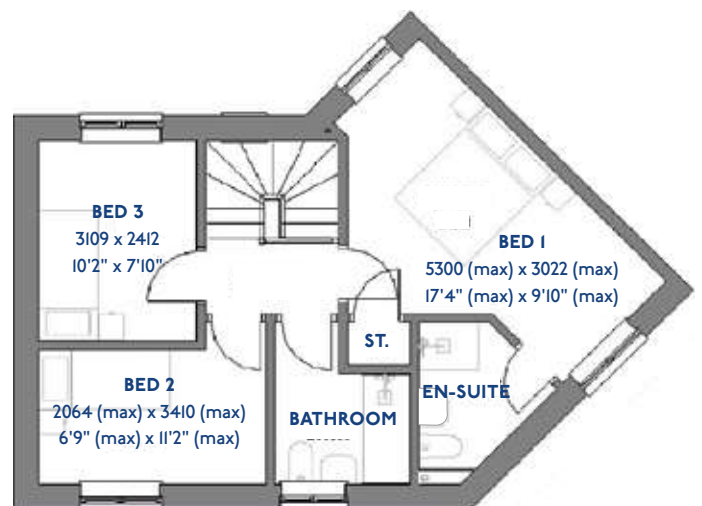 BED 3
3109 x 2412
10'2" x 7'10"
BED 1
5300 (max) x 3022 (max)
17'4" (max) x 9'10" (max)
ST.
BED 2
2064 (max) x 3410 (max)
6'9" (max) x 11'2" (max)
BATHROOM
EN-SUITE